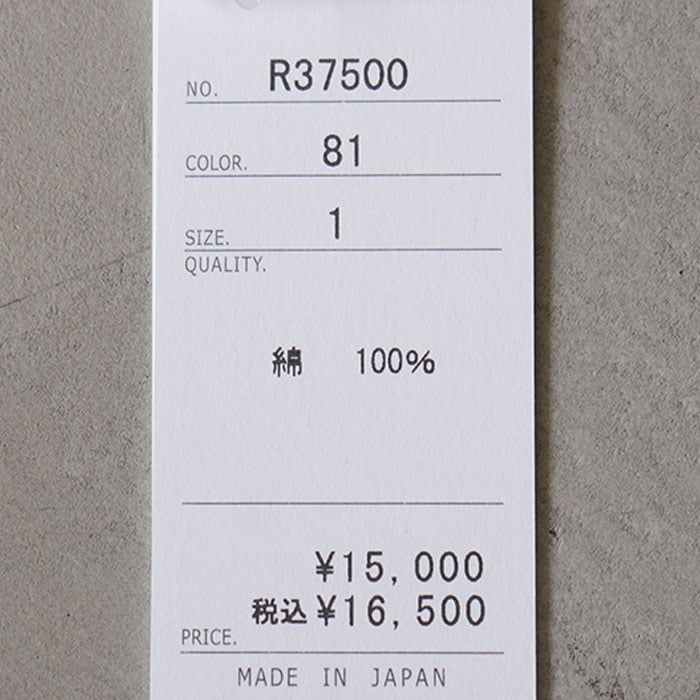 NO. R37500
COLOR. 81
SIZE. 1
QUALITY.
綿 100%
¥15,000
税込¥16,500
PRICE.
MADE IN JAPAN